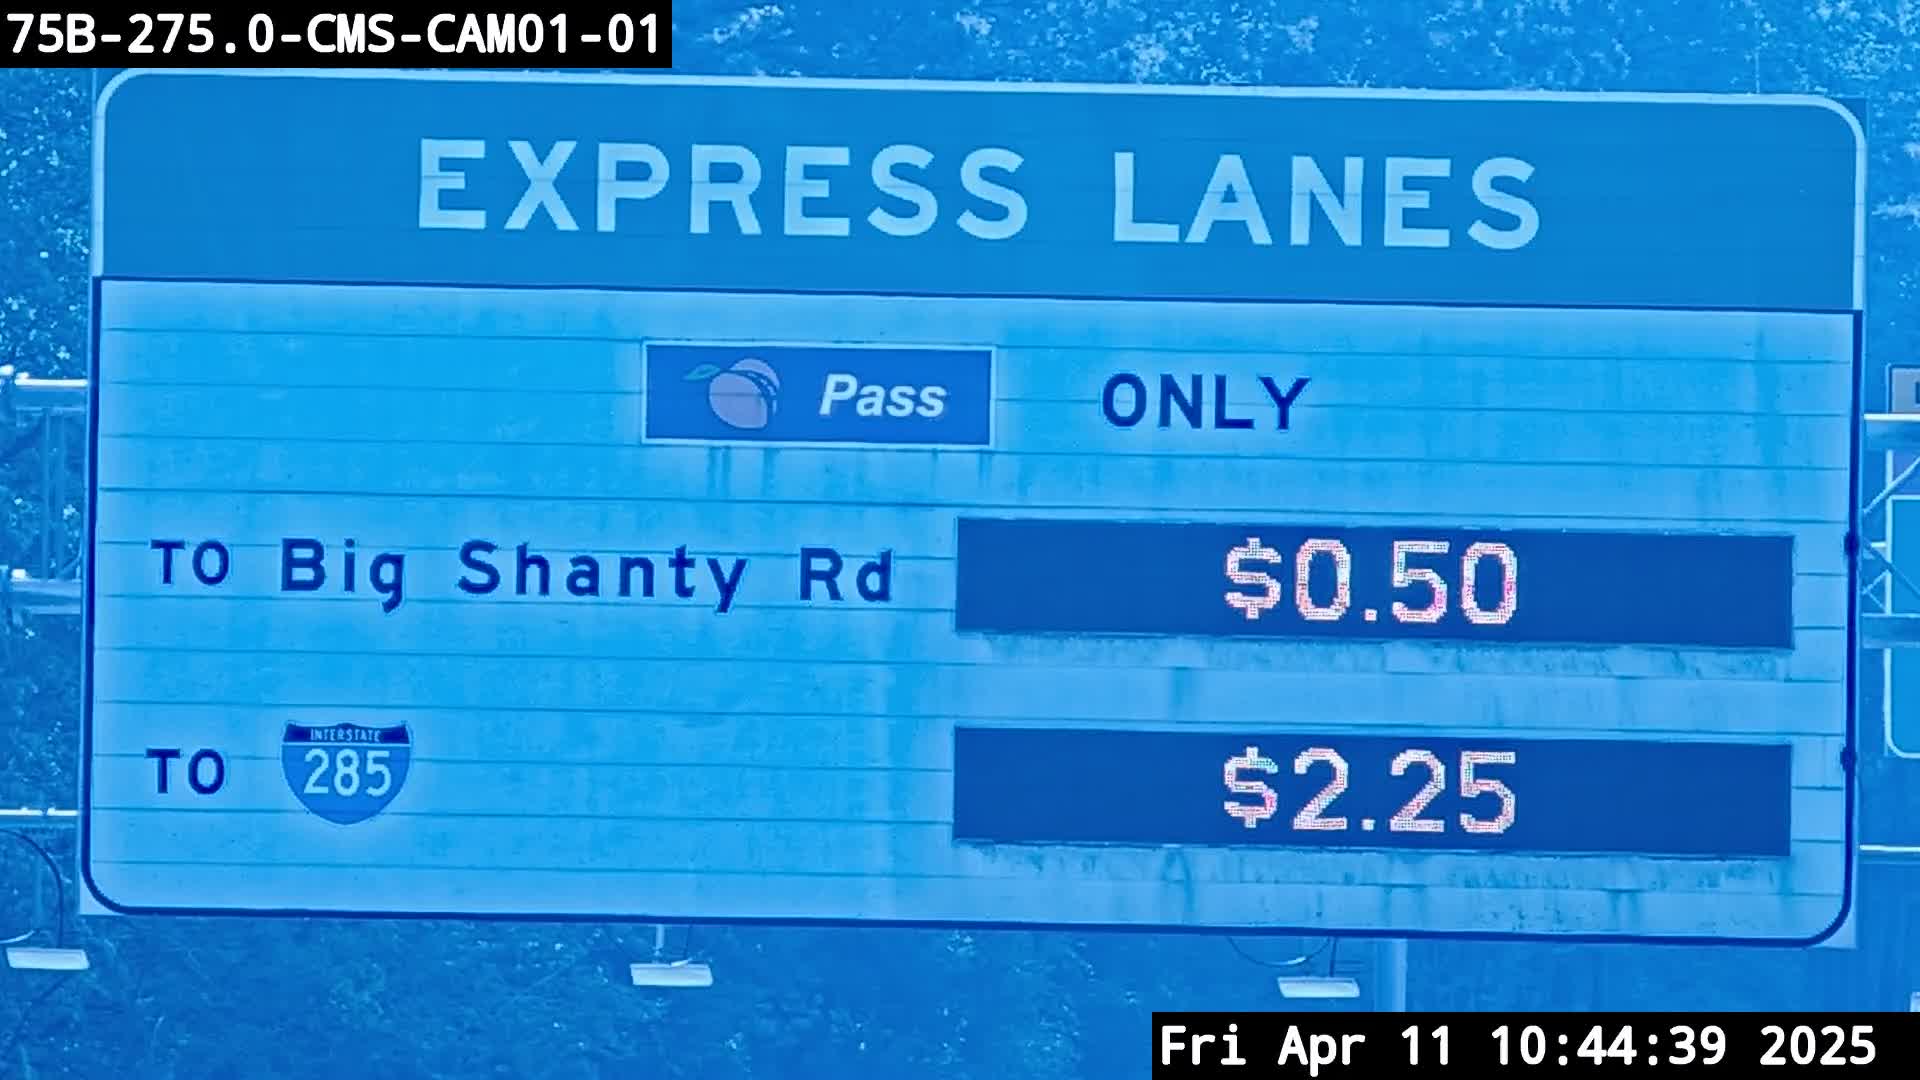 75B-275.0-CMS-CAM01-01
EXPRESS LANES
Pass ONLY
TO Big Shanty Rd $0.50
TO INTERSTATE 285 $2.25
Fri Apr 11 10:44:39 2025